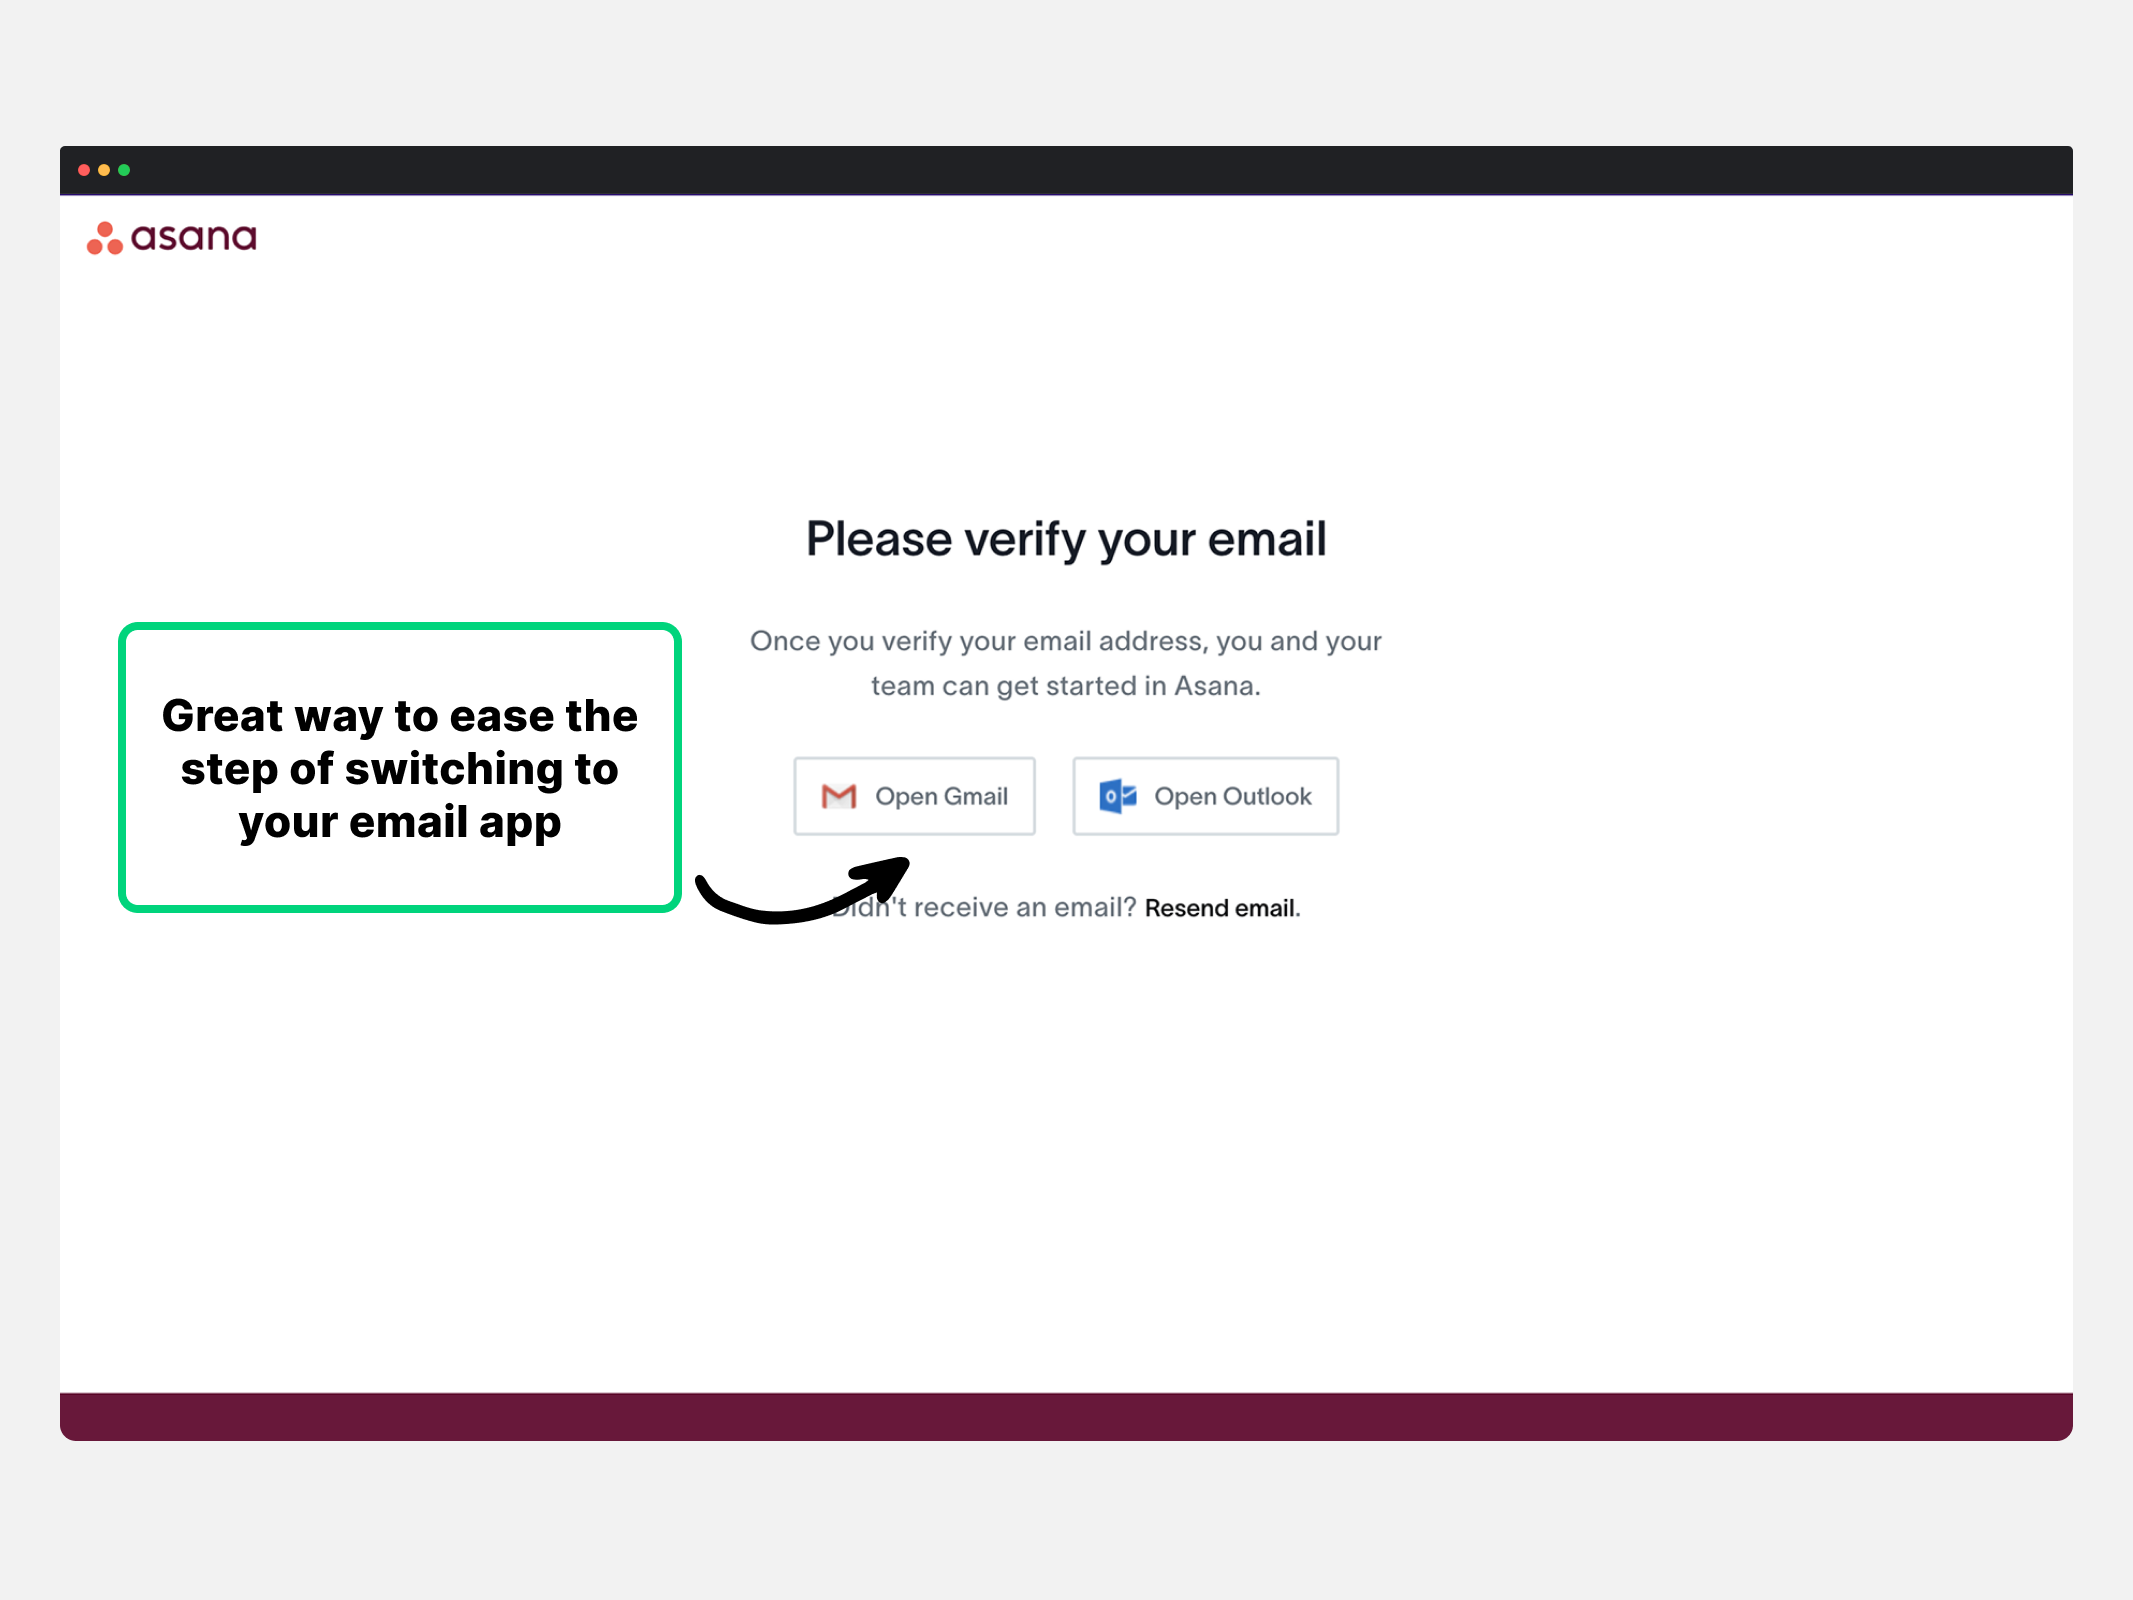 asana
Please verify your email
Once you verify your email address, you and your
team can get started in Asana.
Great way to ease the
step of switching to
your email app
Open Gmail
Open Outlook
Didn't receive an email? Resend email.